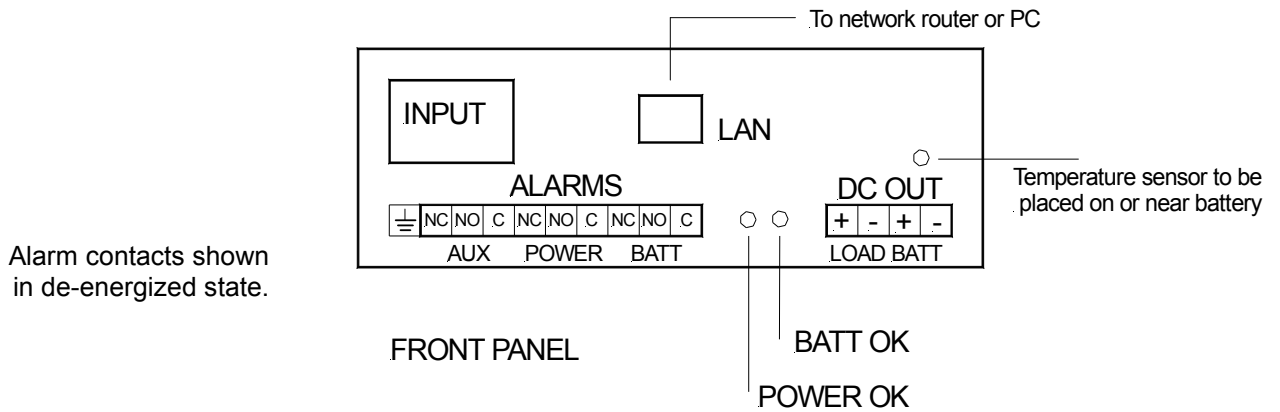 To network router or PC
INPUT
LAN
Temperature sensor to be
placed on or near battery
ALARMS
DC OUT
NC NO C NC NO C NC NO C
+ - + -
AUX POWER BATT
LOAD BATT
Alarm contacts shown
in de-energized state.
FRONT PANEL
BATT OK
POWER OK